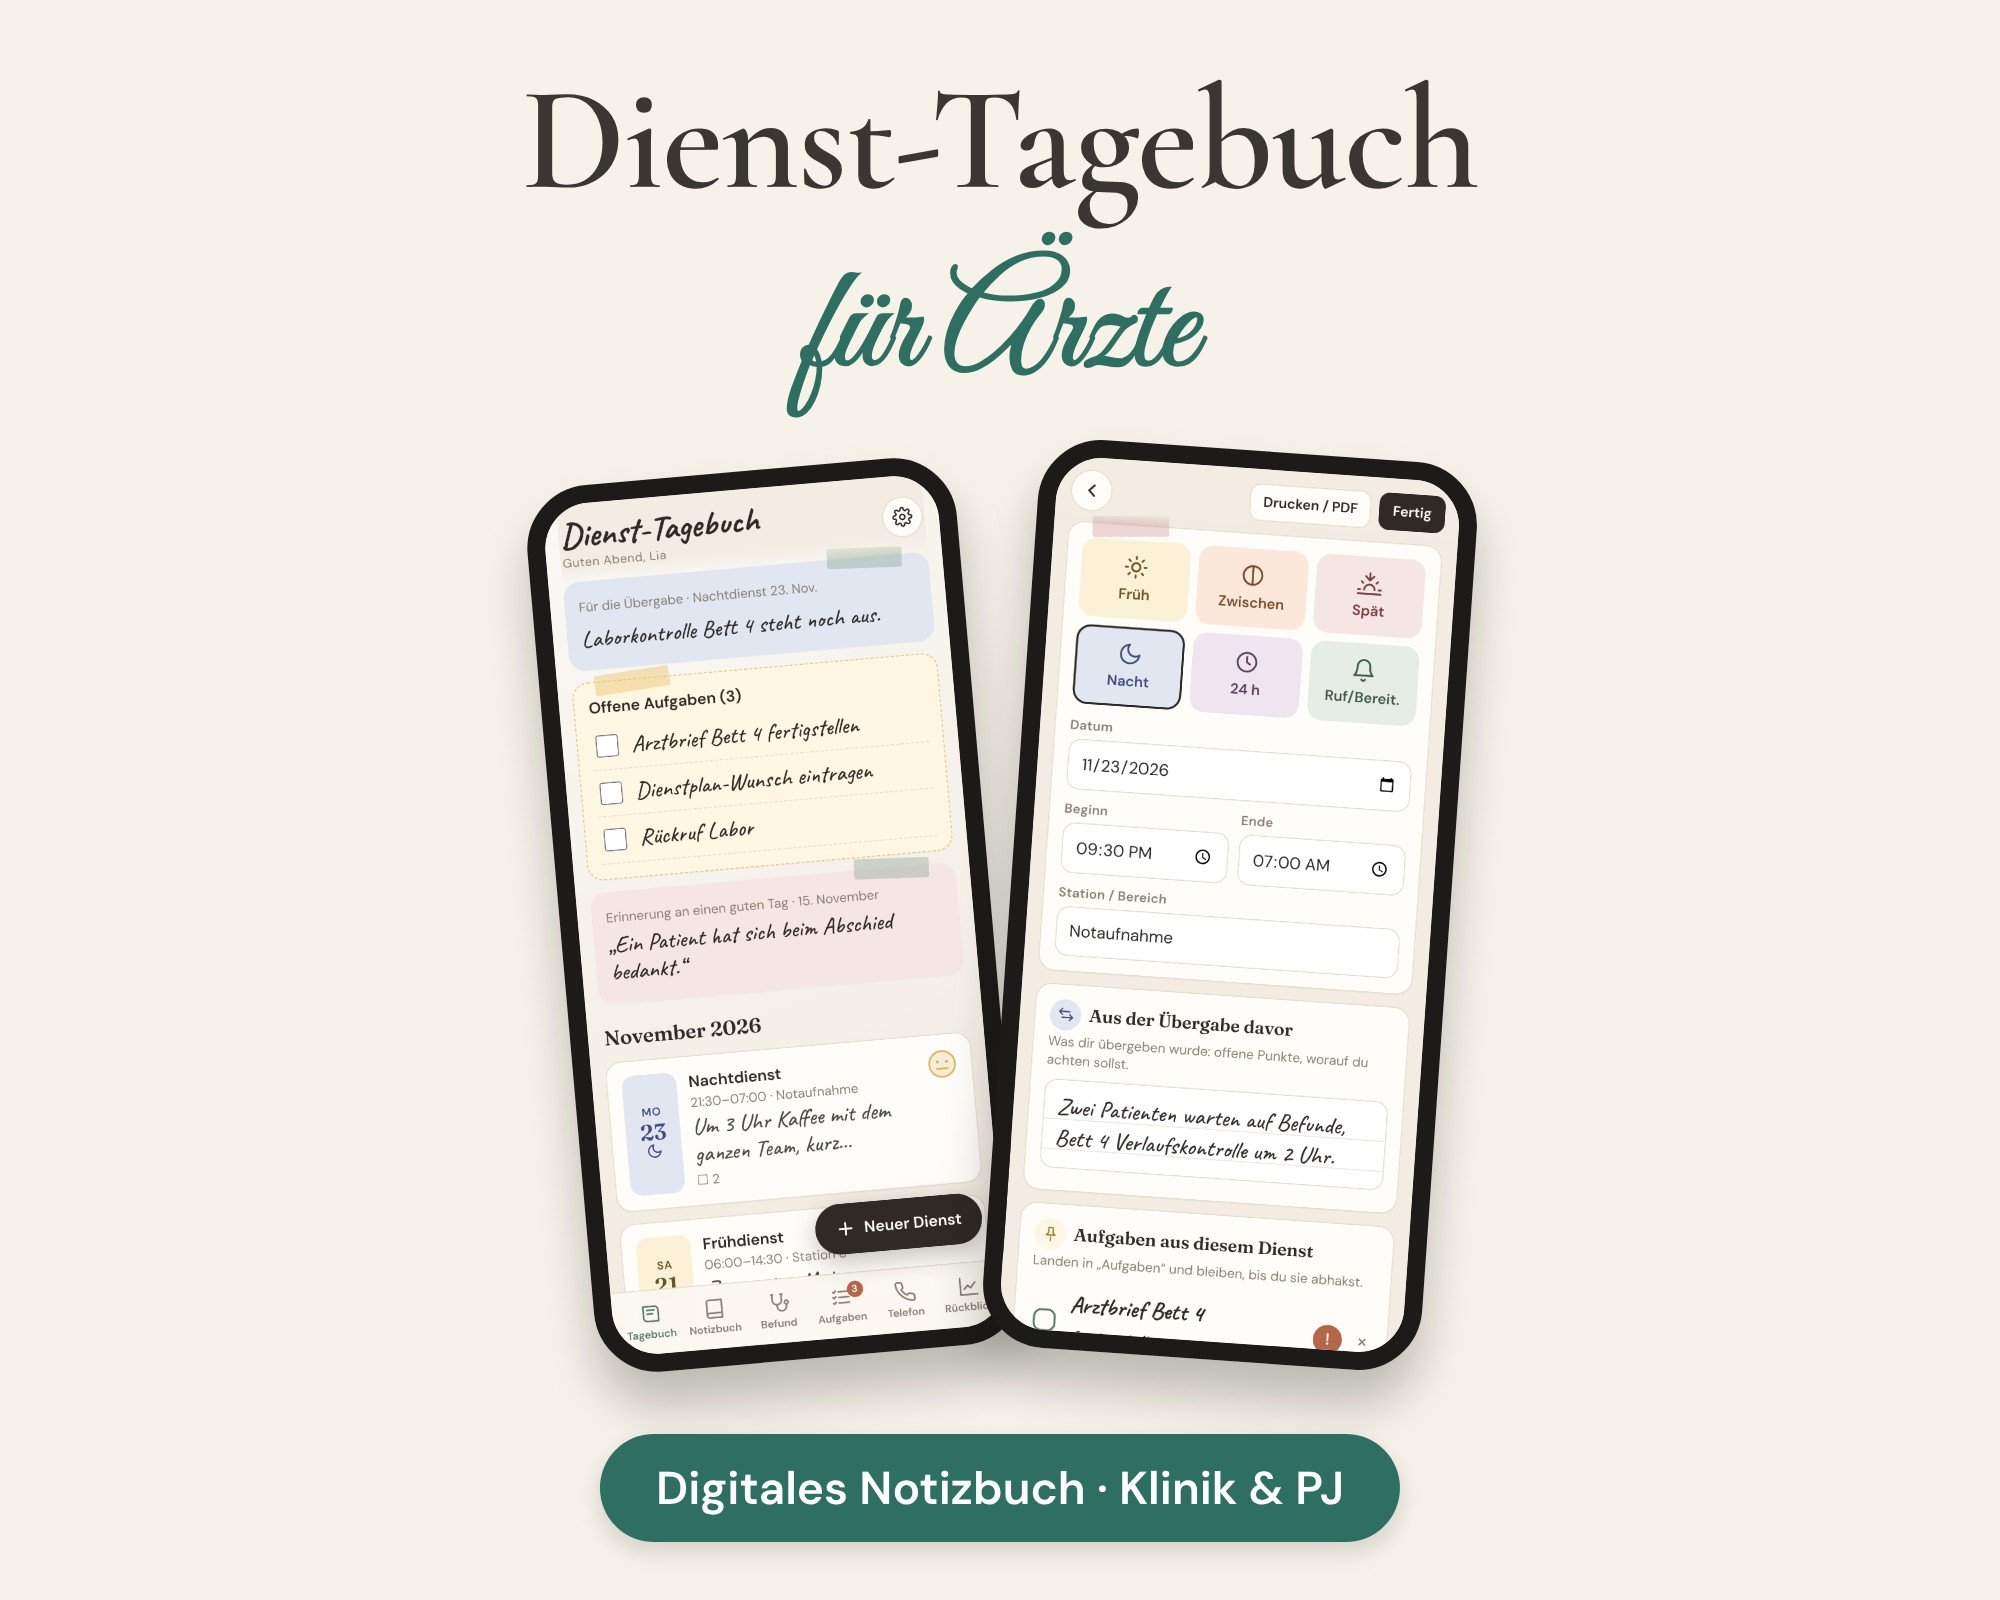 Dienst-Tagebuch
für Ärzte
Dienst-Tagebuch
Guten Abend, Lia
Für die Übergabe · Nachtdienst 23. Nov.
Laborkontrolle Bett 4 steht noch aus.
Offene Aufgaben (3)
Arztbrief Bett 4 fertigstellen
Dienstplan-Wunsch eintragen
Rückruf Labor
Erinnerung an einen guten Tag · 15. November
„Ein Patient hat sich beim Abschied
bedankt.“
November 2026
MO
23
Nachtdienst
21:30–07:00 · Notaufnahme
Um 3 Uhr Kaffee mit dem
ganzen Team, kurz...
2
SA
21
Frühdienst
06:00–14:30 · Station
+ Neuer Dienst
Tagebuch
Notizbuch
Befund
3
Aufgaben
Telefon
Rückblic
Drucken / PDF
Fertig
Früh
Zwischen
Spät
Nacht
24 h
Ruf/Bereit.
Datum
11/23/2026
Beginn
Ende
09:30 PM
07:00 AM
Station / Bereich
Notaufnahme
Aus der Übergabe davor
Was dir übergeben wurde: offene Punkte, worauf du
achten sollst.
Zwei Patienten warten auf Befunde,
Bett 4 Verlaufskontrolle um 2 Uhr.
Aufgaben aus diesem Dienst
Landen in „Aufgaben“ und bleiben, bis du sie abhakst.
Arztbrief Bett 4
!
×
Digitales Notizbuch · Klinik & PJ